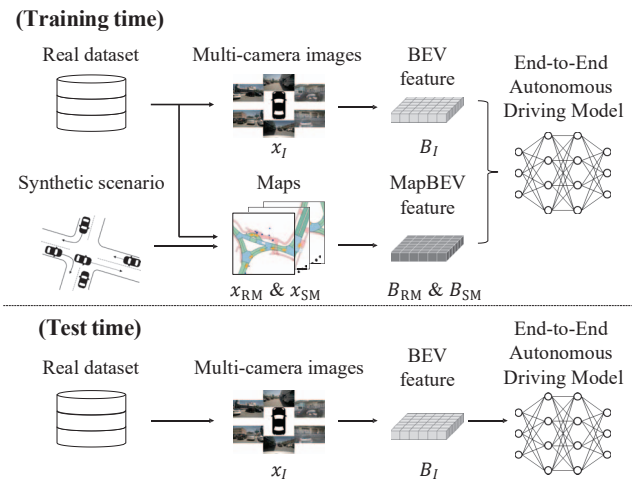 (Training time)
Real dataset
Multi-camera images
BEV
feature
End-to-End
Autonomous
Driving Model
x_I
B_I
Synthetic scenario
Maps
MapBEV
feature
x_RM & x_SM
B_RM & B_SM
(Test time)
Real dataset
Multi-camera images
BEV
feature
End-to-End
Autonomous
Driving Model
x_I
B_I